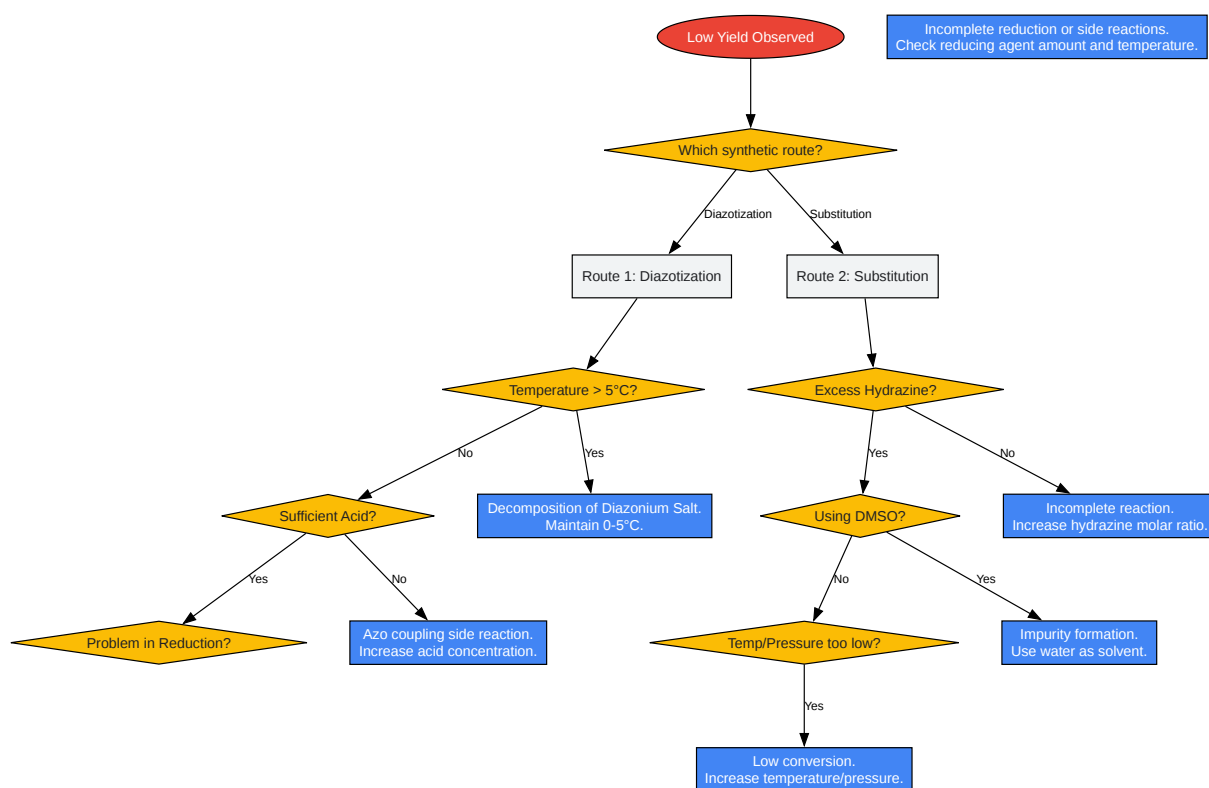 Low Yield Observed
Incomplete reduction or side reactions.
Check reducing agent amount and temperature.
Which synthetic route?
Diazotization
Substitution
Route 1: Diazotization
Route 2: Substitution
Temperature > 5°C?
Excess Hydrazine?
No
Yes
Yes
No
Sufficient Acid?
Decomposition of Diazonium Salt.
Maintain 0-5°C.
Using DMSO?
Incomplete reaction.
Increase hydrazine molar ratio.
Yes
No
No
Yes
Problem in Reduction?
Azo coupling side reaction.
Increase acid concentration.
Temp/Pressure too low?
Impurity formation.
Use water as solvent.
Yes
Low conversion.
Increase temperature/pressure.